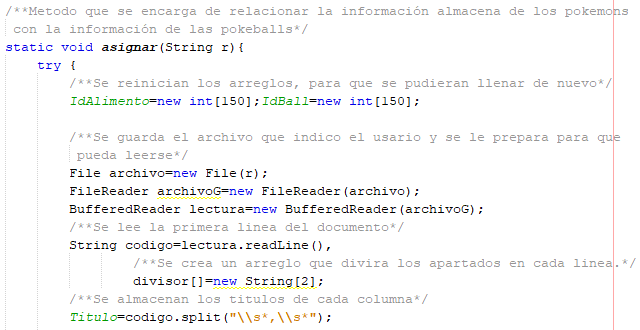 /**Metodo que se encarga de relacionar la información almacena de los pokemons
con la información de las pokeballs*/
static void asignar(String r){
try {
/**Se reinician los arreglos, para que se pudieran llenar de nuevo*/
IdAlimento=new int[150];IdBall=new int[150];
/**Se guarda el archivo que indico el usario y se le prepara para que
pueda leerse*/
File archivo=new File(r);
FileReader archivoG=new FileReader(archivo);
BufferedReader lectura=new BufferedReader(archivoG);
/**Se lee la primera linea del documento*/
String codigo=lectura.readLine(),
/**Se crea un arreglo que divira los apartados en cada linea.*/
divisor[]=new String[2];
/**Se almacenan los titulos de cada columna*/
Titulo=codigo.split("\\s*,\\s*");